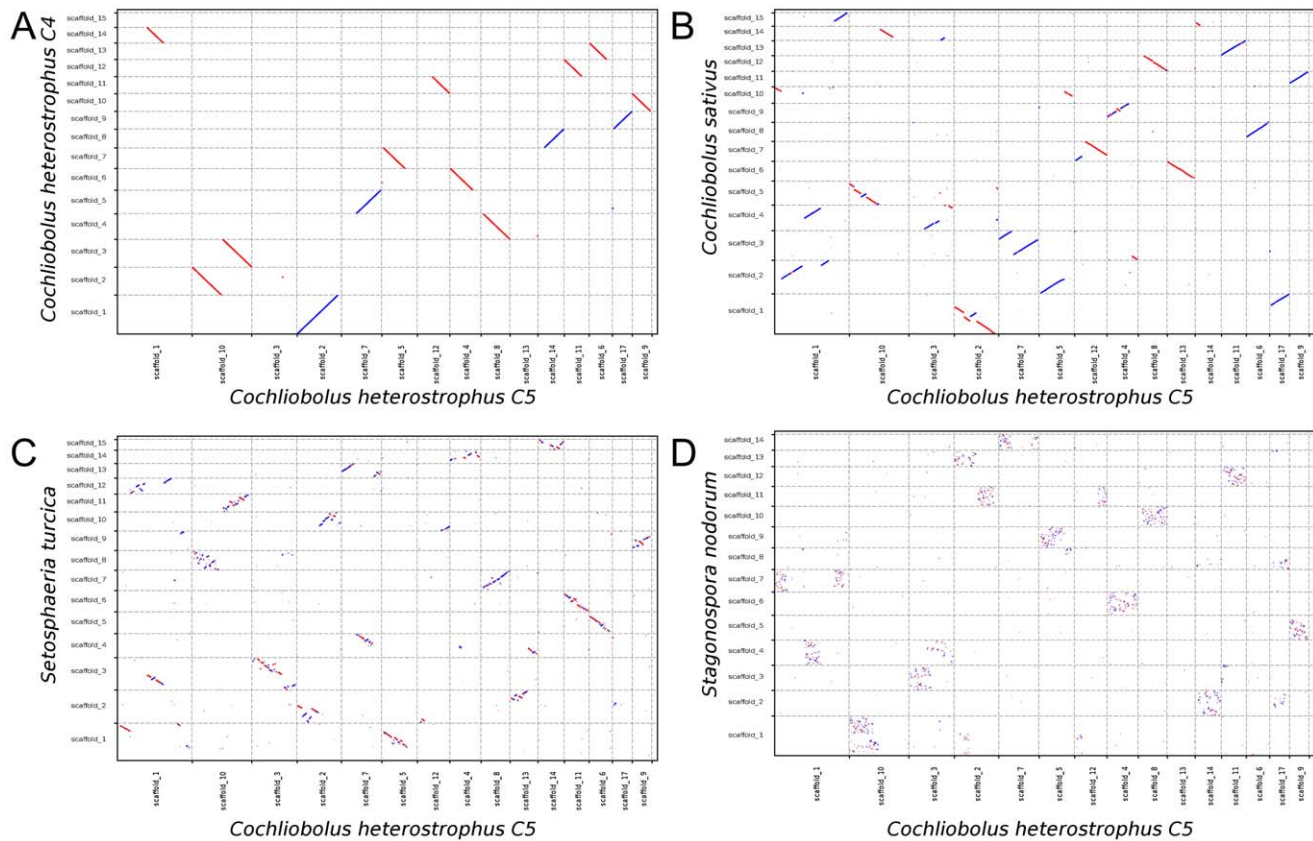 A
Cochliobolus heterostrophus C4
scaffold_15
scaffold_14
scaffold_13
scaffold_12
scaffold_11
scaffold_10
scaffold_9
scaffold_8
scaffold_7
scaffold_6
scaffold_5
scaffold_4
scaffold_3
scaffold_2
scaffold_1
scaffold_1
scaffold_10
scaffold_3
scaffold_2
scaffold_7
scaffold_5
scaffold_12
scaffold_4
scaffold_8
scaffold_13
scaffold_14
scaffold_11
scaffold_6
scaffold_17
scaffold_9
Cochliobolus heterostrophus C5
B
Cochliobolus sativus
scaffold_15
scaffold_14
scaffold_13
scaffold_12
scaffold_11
scaffold_10
scaffold_9
scaffold_8
scaffold_7
scaffold_6
scaffold_5
scaffold_4
scaffold_3
scaffold_2
scaffold_1
scaffold_1
scaffold_10
scaffold_3
scaffold_2
scaffold_7
scaffold_5
scaffold_12
scaffold_4
scaffold_8
scaffold_13
scaffold_14
scaffold_11
scaffold_6
scaffold_17
scaffold_9
Cochliobolus heterostrophus C5
C
Setosphaeria turcica
scaffold_15
scaffold_14
scaffold_13
scaffold_12
scaffold_11
scaffold_10
scaffold_9
scaffold_8
scaffold_7
scaffold_6
scaffold_5
scaffold_4
scaffold_3
scaffold_2
scaffold_1
scaffold_1
scaffold_10
scaffold_3
scaffold_2
scaffold_7
scaffold_5
scaffold_12
scaffold_4
scaffold_8
scaffold_13
scaffold_14
scaffold_11
scaffold_6
scaffold_17
scaffold_9
Cochliobolus heterostrophus C5
D
Stagonospora nodorum
scaffold_14
scaffold_13
scaffold_12
scaffold_11
scaffold_10
scaffold_9
scaffold_8
scaffold_7
scaffold_6
scaffold_5
scaffold_4
scaffold_3
scaffold_2
scaffold_1
scaffold_1
scaffold_10
scaffold_3
scaffold_2
scaffold_7
scaffold_5
scaffold_12
scaffold_4
scaffold_8
scaffold_13
scaffold_14
scaffold_11
scaffold_6
scaffold_17
scaffold_9
Cochliobolus heterostrophus C5